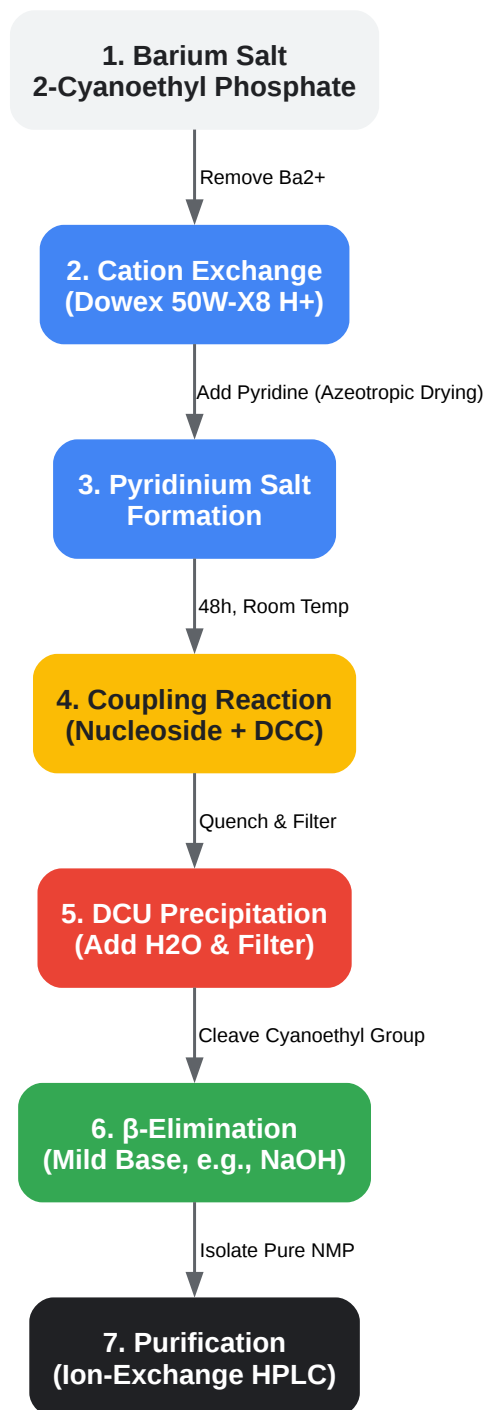 1. Barium Salt
2-Cyanoethyl Phosphate
Remove Ba2+
2. Cation Exchange
(Dowex 50W-X8 H+)
Add Pyridine (Azeotropic Drying)
3. Pyridinium Salt
Formation
48h, Room Temp
4. Coupling Reaction
(Nucleoside + DCC)
Quench & Filter
5. DCU Precipitation
(Add H2O & Filter)
Cleave Cyanoethyl Group
6. β-Elimination
(Mild Base, e.g., NaOH)
Isolate Pure NMP
7. Purification
(Ion-Exchange HPLC)